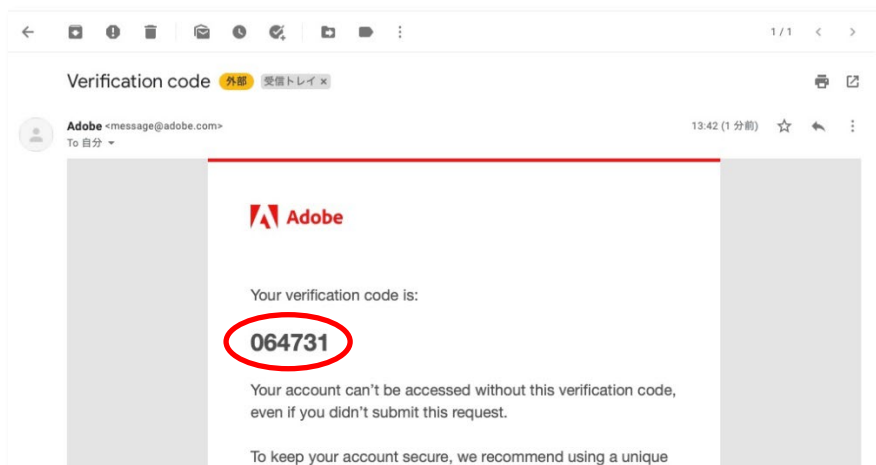 1 / 1
Verification code 外部 受信トレイ ×
Adobe <message@adobe.com>
13:42 (1 分前)
To 自分
Adobe
Your verification code is:
064731
Your account can't be accessed without this verification code,
even if you didn't submit this request.
To keep your account secure, we recommend using a unique